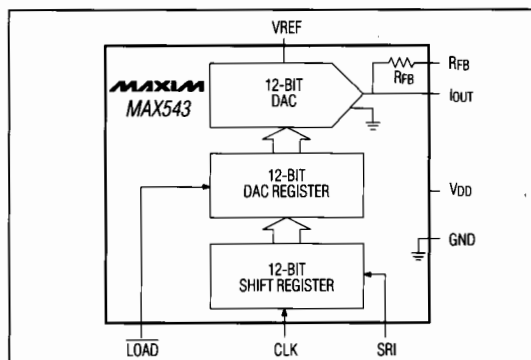 VREF
MAXIM
MAX543
12-BIT
DAC
RFB
RFB
IOUT
12-BIT
DAC REGISTER
VDD
GND
12-BIT
SHIFT REGISTER
LOAD
CLK
SRI